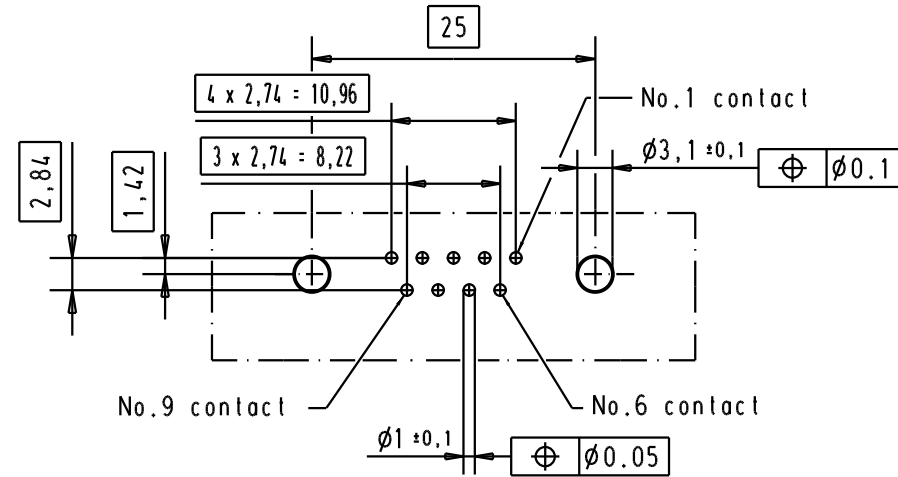 25
4 x 2,74 = 10,96
No.1 contact
3 x 2,74 = 8,22
Ø3,1 ±0,1
⌖ Ø0.1
2,84
1,42
No.9 contact
No.6 contact
Ø1 ±0,1
⌖ Ø0.05